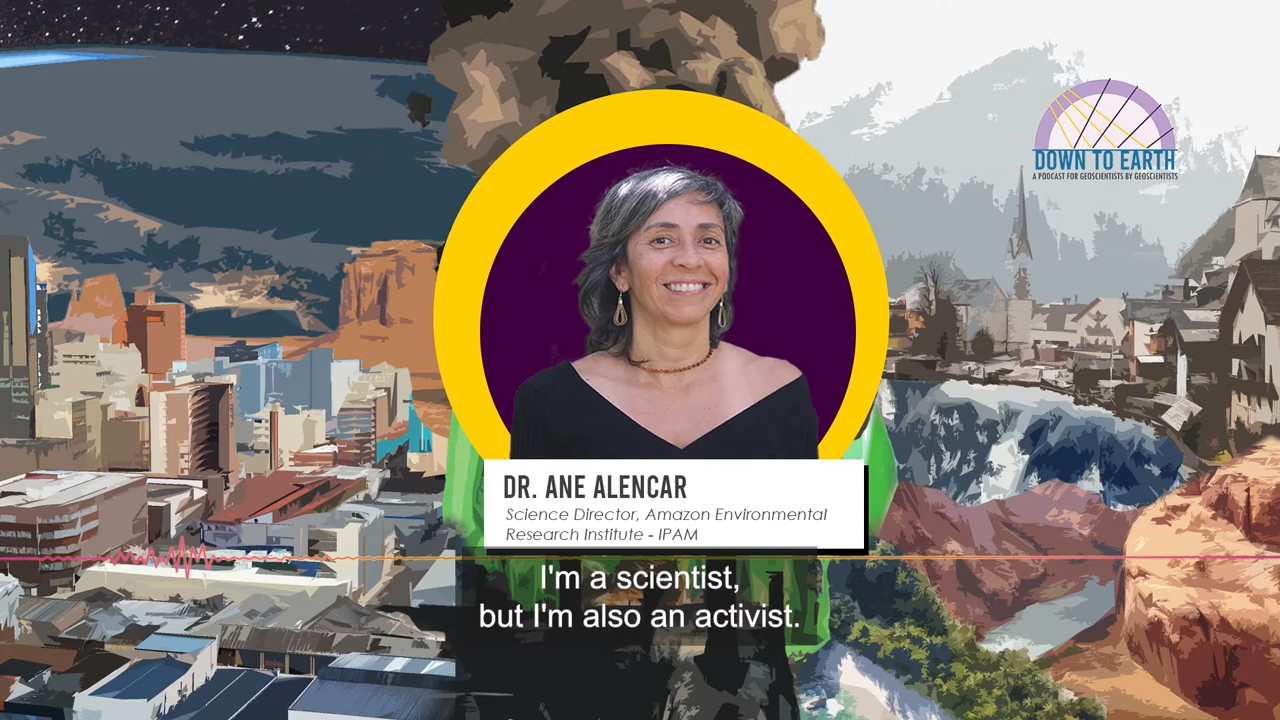 DOWN TO EARTH
A PODCAST FOR GEOSCIENTISTS BY GEOSCIENTISTS
DR. ANE ALENCAR
Science Director, Amazon Environmental
Research Institute - IPAM
I'm a scientist,
but I'm also an activist.